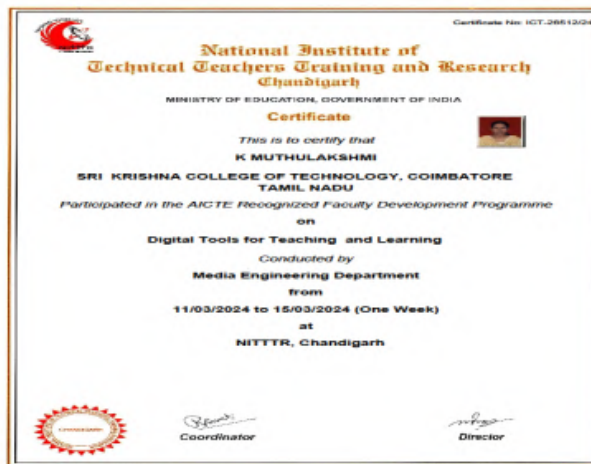 Certificate No: ICT-26512/24
National Institute of
Technical Teachers Training and Research
Chandigarh
MINISTRY OF EDUCATION, GOVERNMENT OF INDIA
Certificate
This is to certify that
K MUTHULAKSHMI
SRI KRISHNA COLLEGE OF TECHNOLOGY, COIMBATORE
TAMIL NADU
Participated in the AICTE Recognized Faculty Development Programme
on
Digital Tools for Teaching and Learning
Conducted by
Media Engineering Department
from
11/03/2024 to 15/03/2024 (One Week)
at
NITTTR, Chandigarh
Coordinator
Director